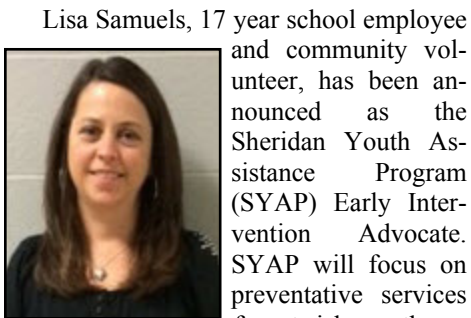 Lisa Samuels, 17 year school employee
and community vol-
unteer, has been an-
nounced as the
Sheridan Youth As-
sistance Program
(SYAP) Early Inter-
vention Advocate.
SYAP will focus on
preventative services